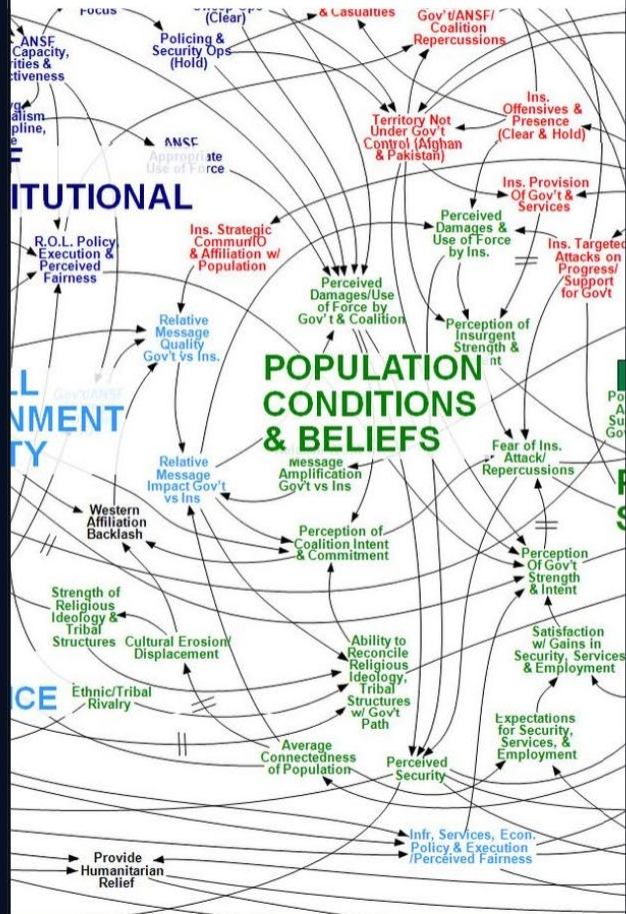 Focus
(Clear)
& Casualties
Gov't/ANSF/
Coalition
Repercussions
ANSF
Capacity,
Policing &
Security Ops
(Hold)
Territory Not
Under Gov't
Control (Afghan
& Pakistan)
Ins.
Offensives &
Presence
(Clear & Hold)
ANSF
Appropriate
Use of Force
ITUTIONAL
Ins. Provision
Of Gov't &
Services
R.O.L. Policy,
Execution &
Perceived
Fairness
Ins. Strategic
CommunIO
& Affiliation w/
Population
Perceived
Damages &
Use of Force
by Ins.
Ins. Targeted
Attacks on
Progress/
Support
for Gov't
Perceived
Damages/Use
of Force by
Gov't & Coalition
Relative
Message
Quality
Gov't vs Ins.
Perception of
Insurgent
Strength &
POPULATION
CONDITIONS
& BELIEFS
Gov't/ANSF
NMENT
TY
Fear of Ins.
Attack/
Repercussions
Relative
Message
Impact Gov't
vs Ins
Message
Amplification
Gov't vs Ins
Western
Affiliation
Backlash
Perception of
Coalition Intent
& Commitment
Perception
Of Gov't
Strength
& Intent
Strength of
Religious
Ideology &
Tribal
Structures
Cultural Erosion/
Displacement
Ability to
Reconcile
Religious
Ideology,
Tribal
Structures
w/ Gov't
Path
Satisfaction
w/ Gains in
Security, Services
& Employment
ICE
Ethnic/Tribal
Rivalry
Expectations
for Security,
Services, &
Employment
Average
Connectedness
of Population
Perceived
Security
Infr, Services, Econ.
Policy & Execution
/Perceived Fairness
Provide
Humanitarian
Relief